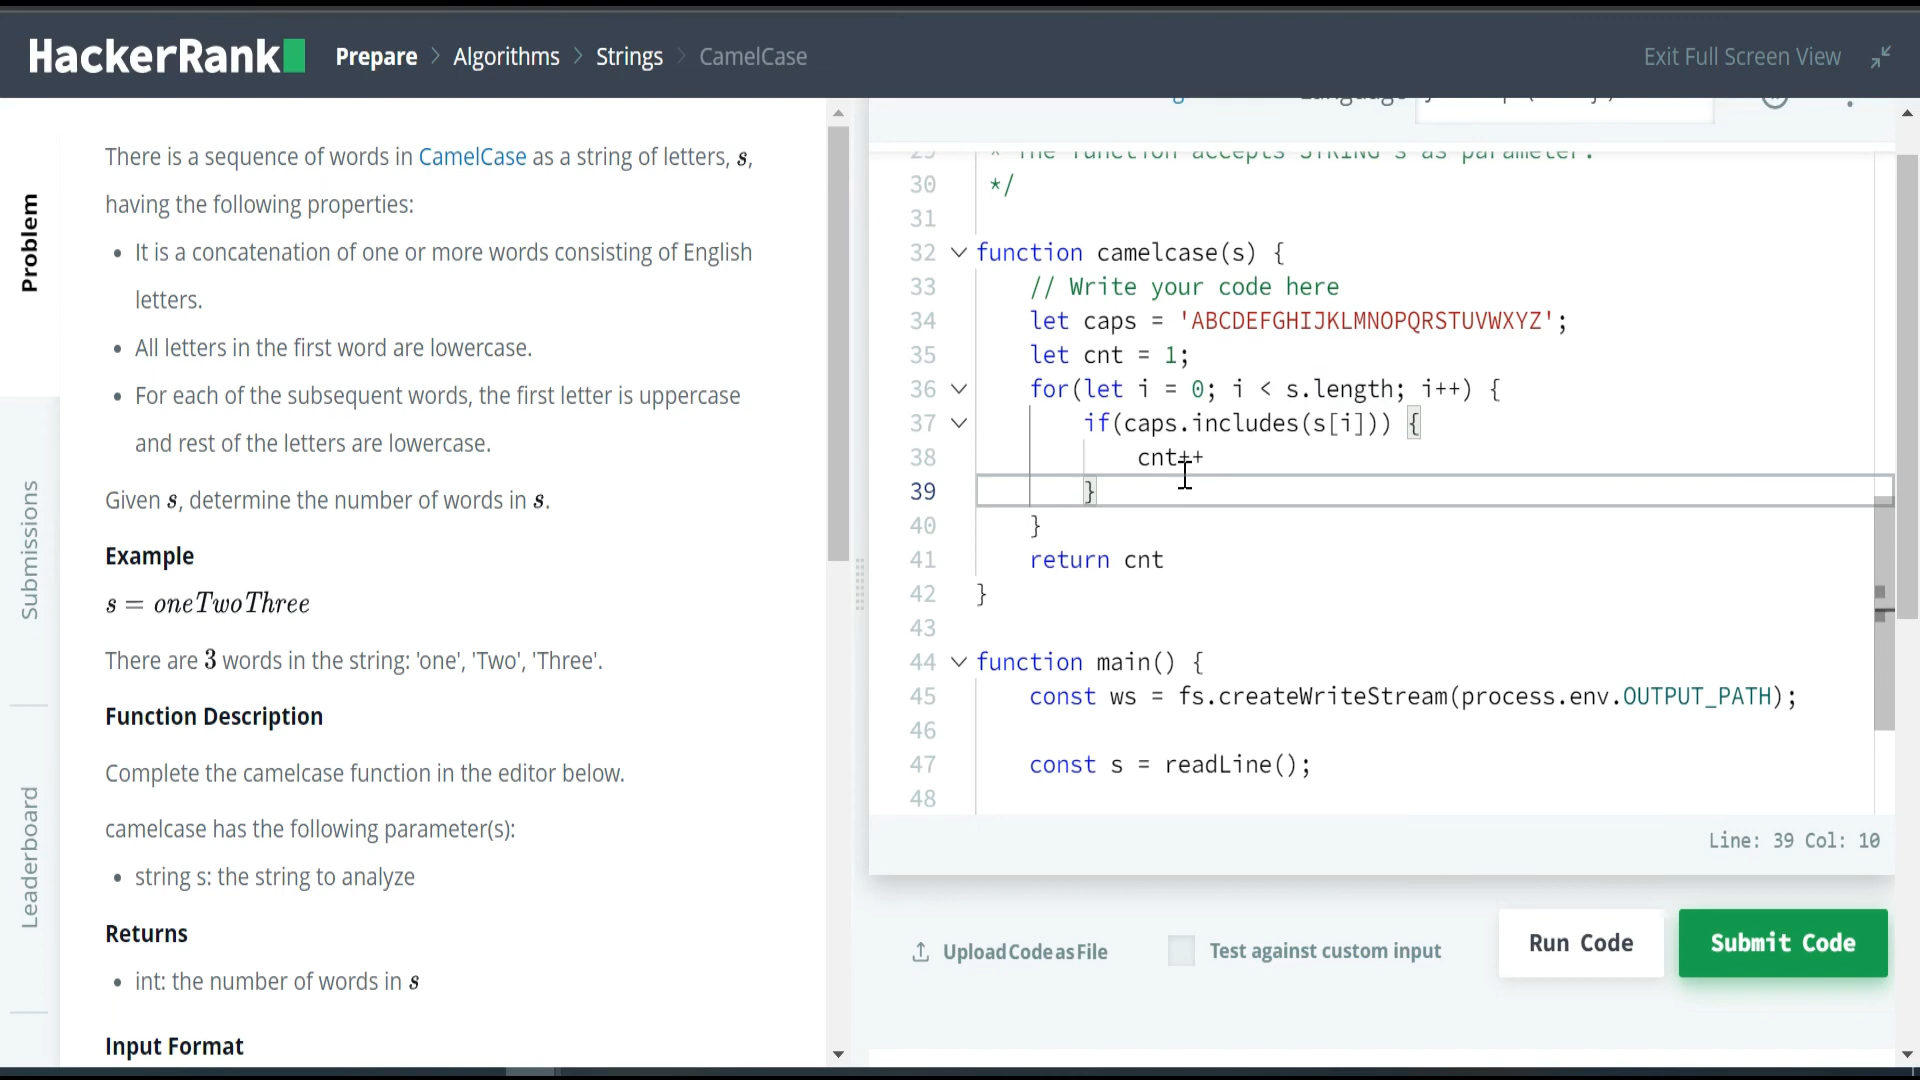 HackerRank
Prepare > Algorithms > Strings > CamelCase
Exit Full Screen View
Problem
Submissions
Leaderboard
There is a sequence of words in CamelCase as a string of letters, s,
having the following properties:
• It is a concatenation of one or more words consisting of English
letters.
• All letters in the first word are lowercase.
• For each of the subsequent words, the first letter is uppercase
and rest of the letters are lowercase.
Given s, determine the number of words in s.
Example
s = oneTwoThree
There are 3 words in the string: 'one', 'Two', 'Three'.
Function Description
Complete the camelcase function in the editor below.
camelcase has the following parameter(s):
• string s: the string to analyze
Returns
• int: the number of words in s
Input Format
29 * The function accepts STRING s as parameter.
30 */
31
32 function camelcase(s) {
33 // Write your code here
34 let caps = 'ABCDEFGHIJKLMNOPQRSTUVWXYZ';
35 let cnt = 1;
36 for(let i = 0; i < s.length; i++) {
37 if(caps.includes(s[i])) {
38 cnt++
39 }
40 }
41 return cnt
42 }
43
44 function main() {
45 const ws = fs.createWriteStream(process.env.OUTPUT_PATH);
46
47 const s = readLine();
48
Line: 39 Col: 10
Upload Code as File
Test against custom input
Run Code
Submit Code